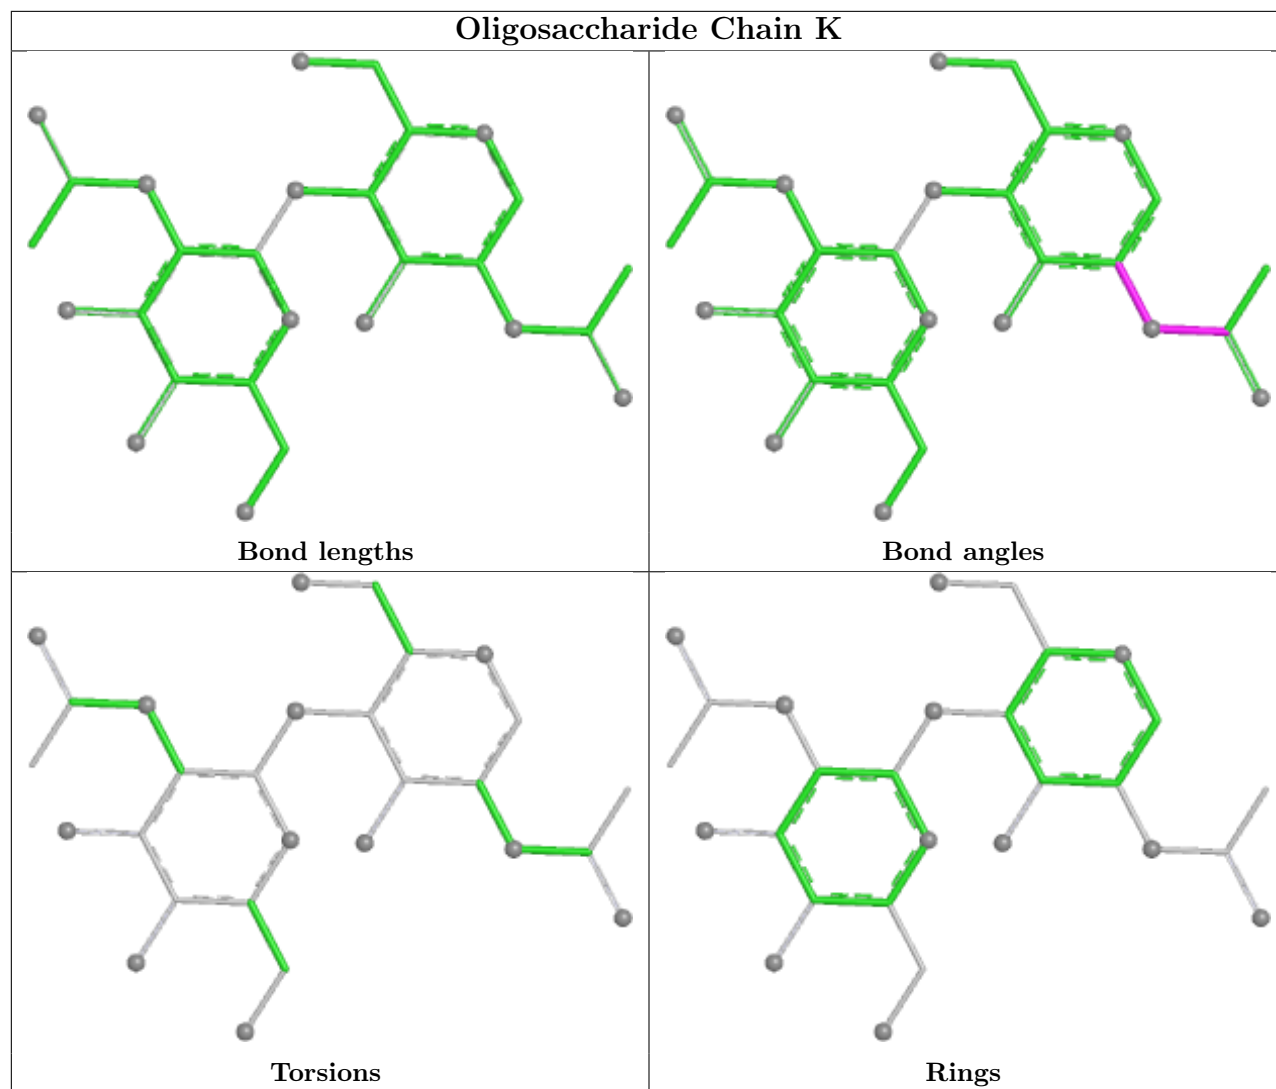 Oligosaccharide Chain K
Bond lengths
Bond angles
Torsions
Rings